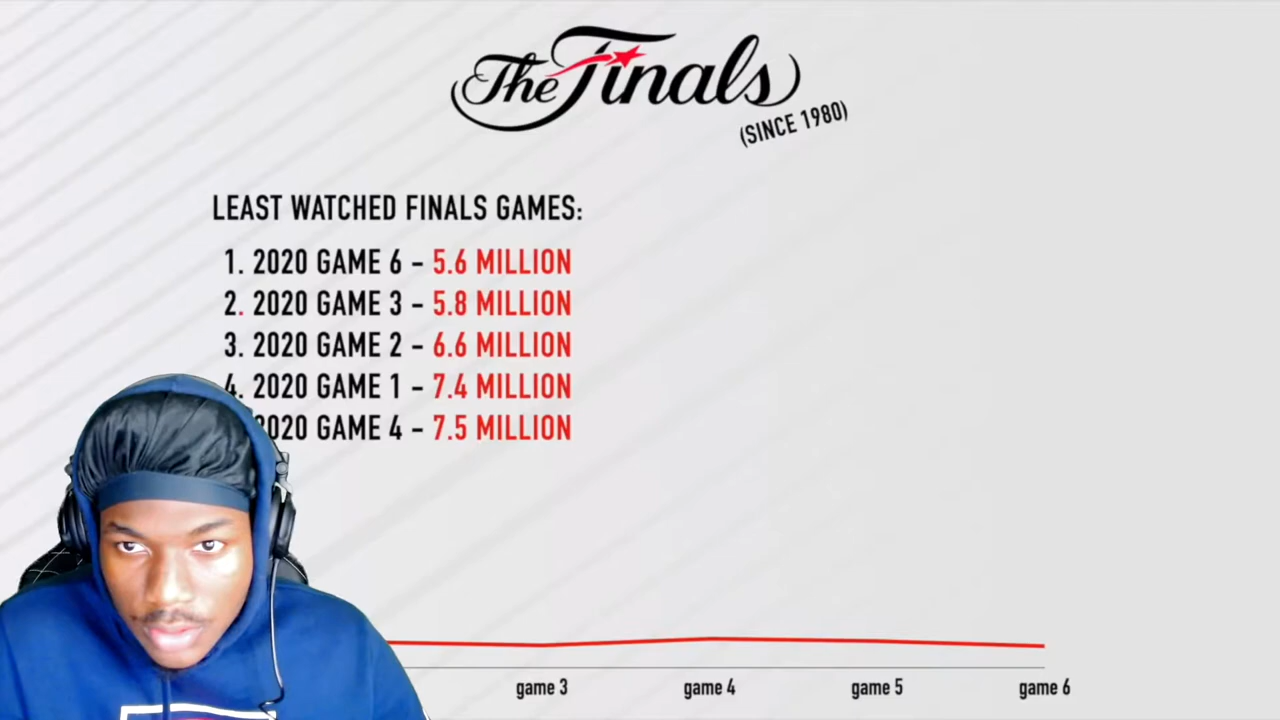 The Finals
(SINCE 1980)
LEAST WATCHED FINALS GAMES:
1. 2020 GAME 6 - 5.6 MILLION
2. 2020 GAME 3 - 5.8 MILLION
3. 2020 GAME 2 - 6.6 MILLION
4. 2020 GAME 1 - 7.4 MILLION
2020 GAME 4 - 7.5 MILLION
game 3 game 4 game 5 game 6